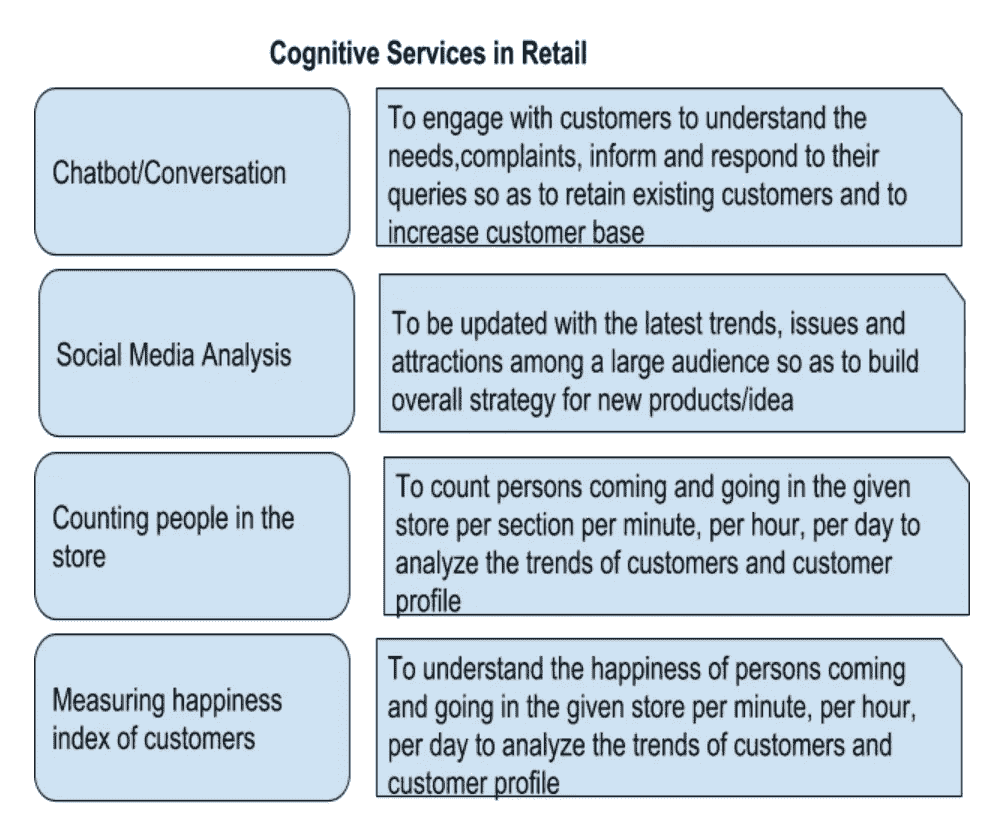 Cognitive Services in Retail
Chatbot/Conversation
To engage with customers to understand the
needs,complaints, inform and respond to their
queries so as to retain existing customers and to
increase customer base
Social Media Analysis
To be updated with the latest trends, issues and
attractions among a large audience so as to build
overall strategy for new products/idea
Counting people in the
store
To count persons coming and going in the given
store per section per minute, per hour, per day to
analyze the trends of customers and customer
profile
Measuring happiness
index of customers
To understand the happiness of persons coming
and going in the given store per minute, per hour,
per day to analyze the trends of customers and
customer profile